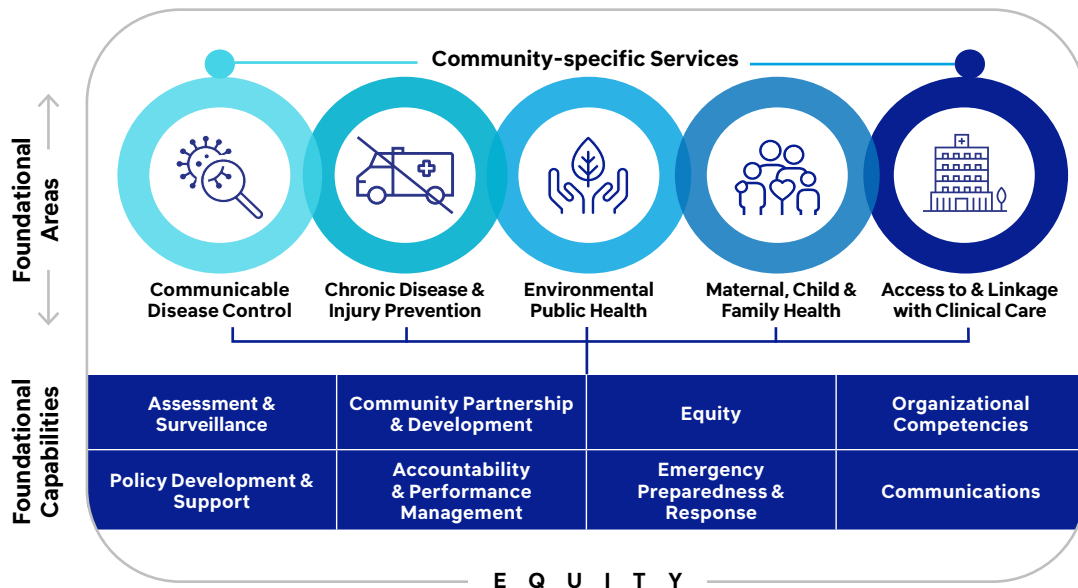 Community-specific Services
Foundational
Areas
Communicable
Disease Control
Chronic Disease &
Injury Prevention
Environmental
Public Health
Maternal, Child &
Family Health
Access to & Linkage
with Clinical Care
Foundational
Capabilities
Assessment &
Surveillance
Community Partnership
& Development
Equity
Organizational
Competencies
Policy Development &
Support
Accountability
& Performance
Management
Emergency
Preparedness &
Response
Communications
EQUITY